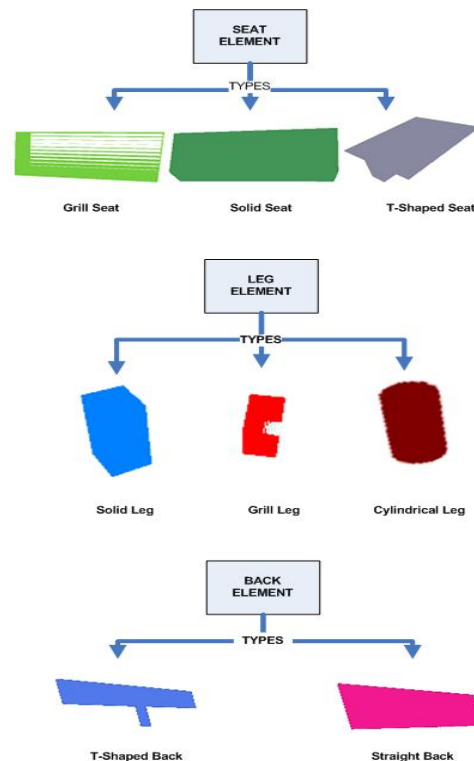 SEAT
ELEMENT
TYPES
Grill Seat
Solid Seat
T-Shaped Seat
LEG
ELEMENT
TYPES
Solid Leg
Grill Leg
Cylindrical Leg
BACK
ELEMENT
TYPES
T-Shaped Back
Straight Back